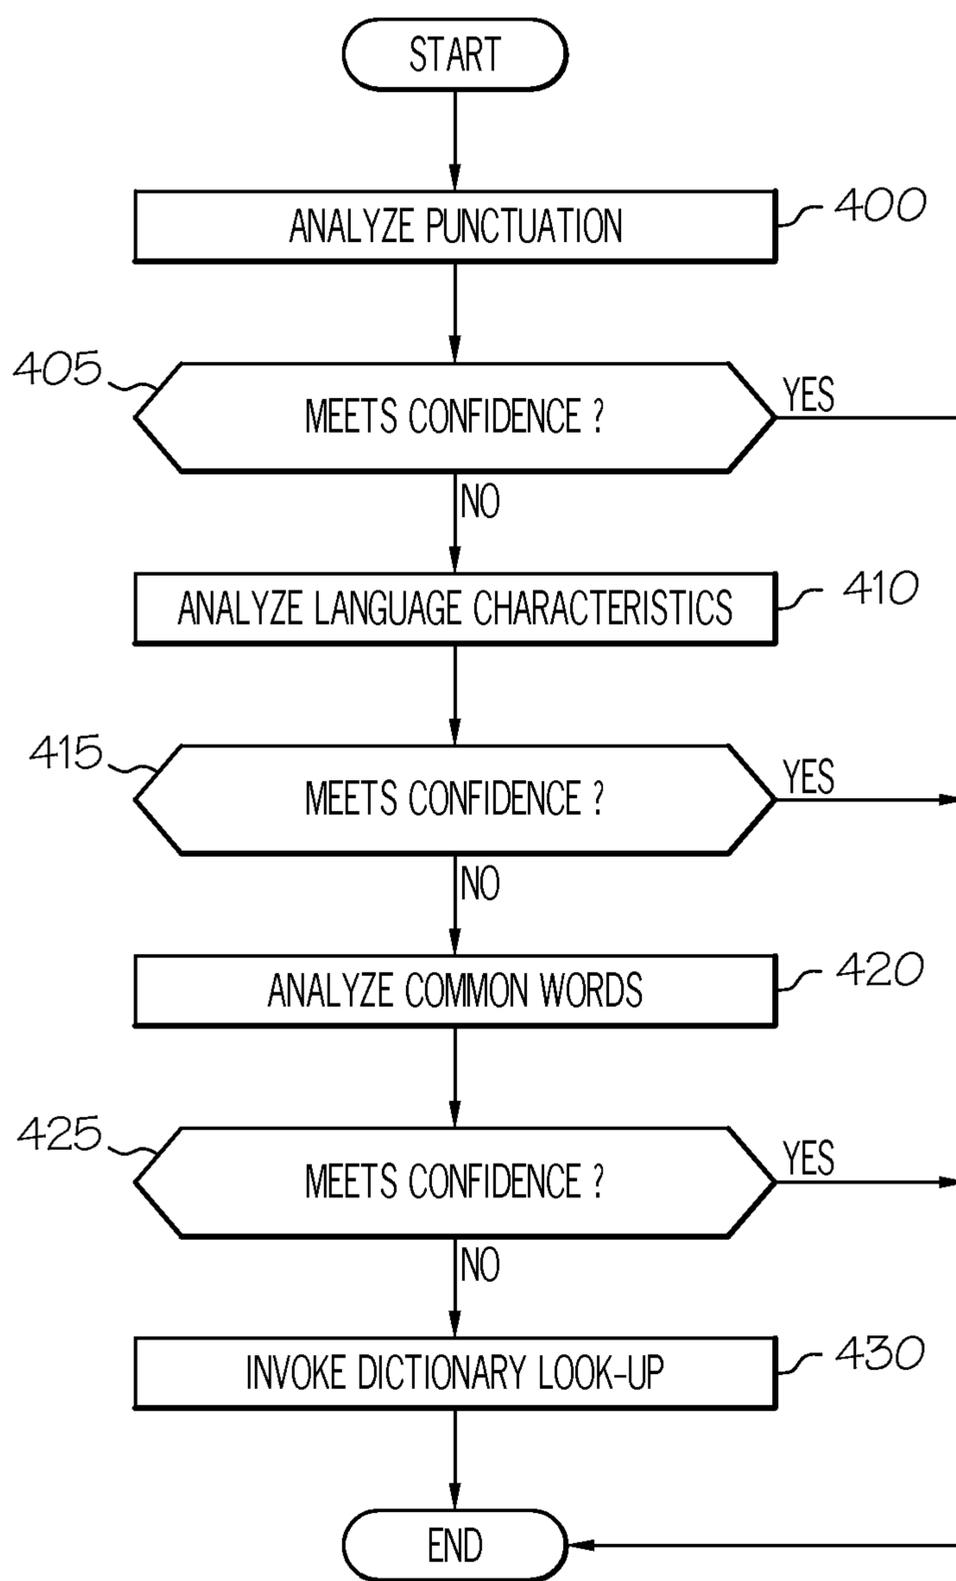 START
ANALYZE PUNCTUATION
400
405
MEETS CONFIDENCE ?
YES
NO
ANALYZE LANGUAGE CHARACTERISTICS
410
415
MEETS CONFIDENCE ?
YES
NO
ANALYZE COMMON WORDS
420
425
MEETS CONFIDENCE ?
YES
NO
INVOKE DICTIONARY LOOK-UP
430
END